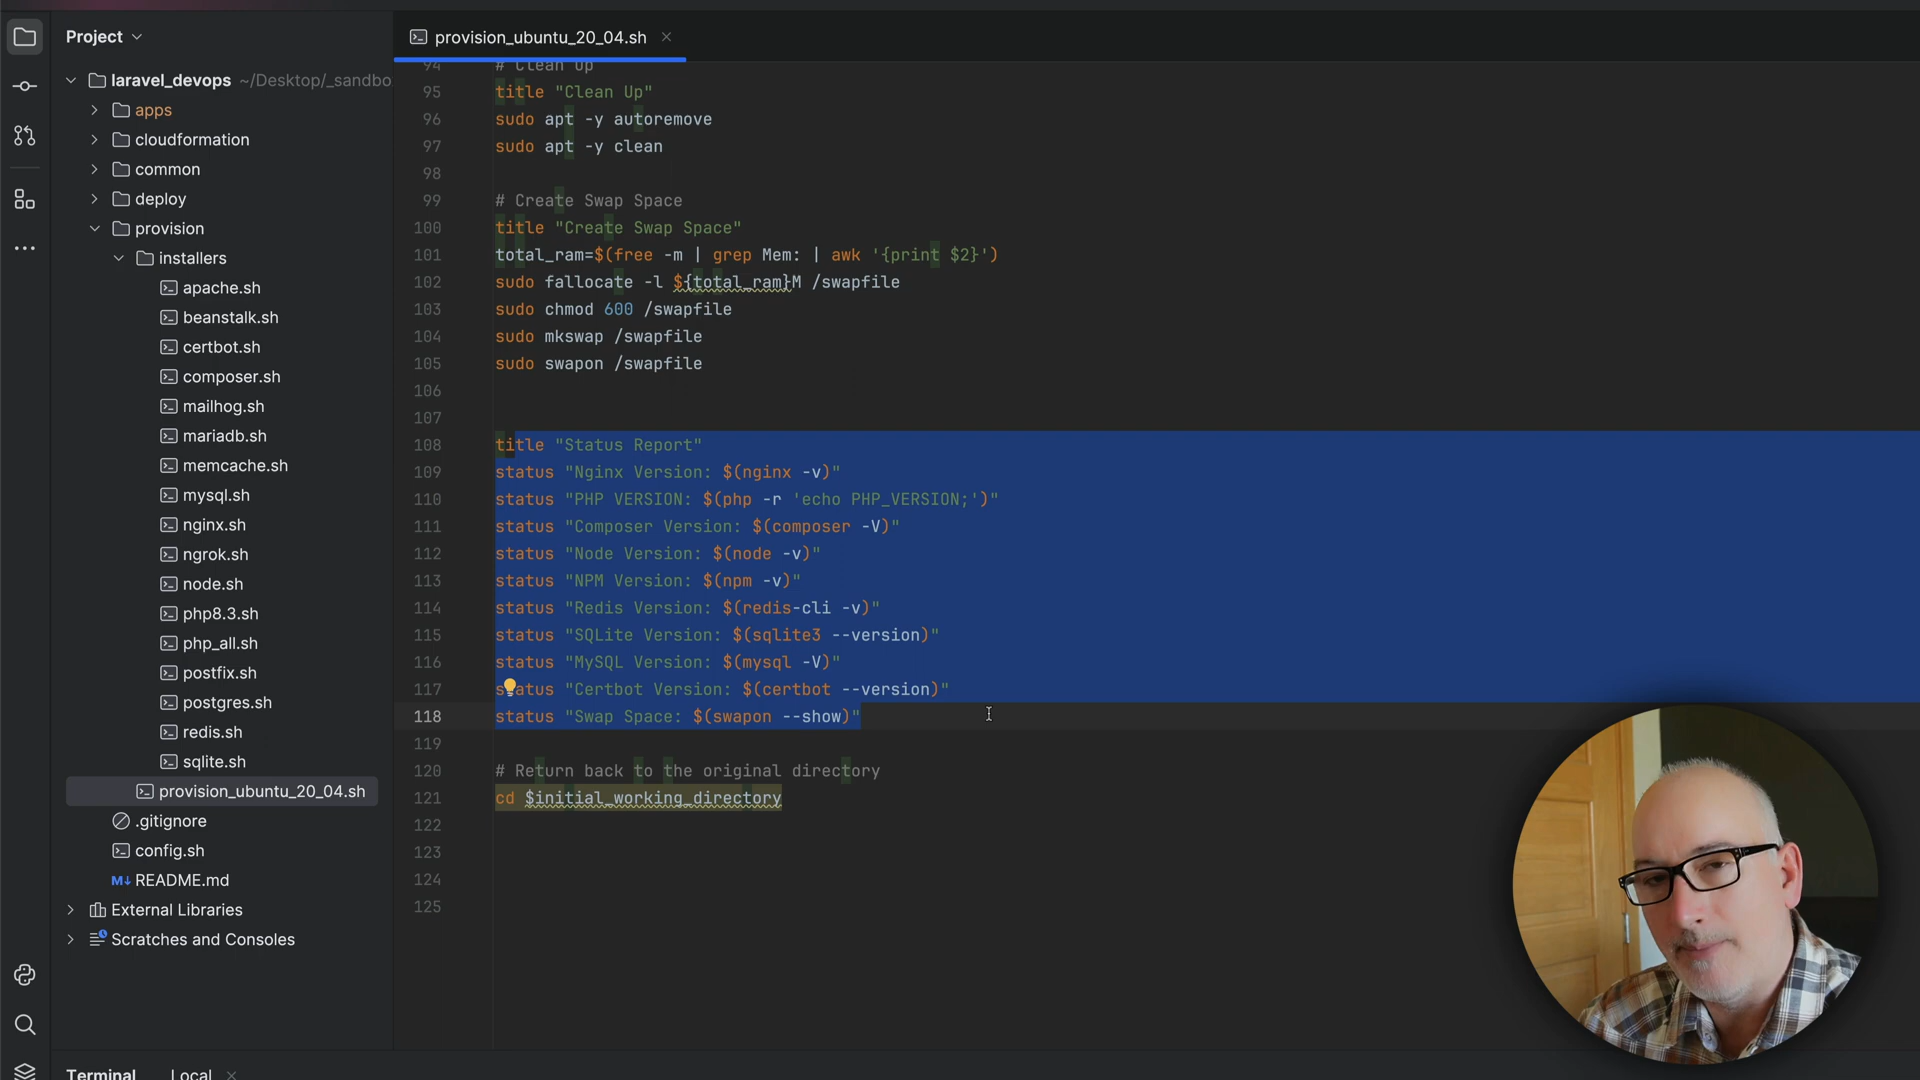 Project
laravel_devops ~/Desktop/_sandbo
apps
cloudformation
common
deploy
provision
installers
apache.sh
beanstalk.sh
certbot.sh
composer.sh
mailhog.sh
mariadb.sh
memcache.sh
mysql.sh
nginx.sh
ngrok.sh
node.sh
php8.3.sh
php_all.sh
postfix.sh
postgres.sh
redis.sh
sqlite.sh
provision_ubuntu_20_04.sh
.gitignore
config.sh
M↓ README.md
External Libraries
Scratches and Consoles
provision_ubuntu_20_04.sh
94 # Clean Up
95 title "Clean Up"
96 sudo apt -y autoremove
97 sudo apt -y clean
98
99 # Create Swap Space
100 title "Create Swap Space"
101 total_ram=$(free -m | grep Mem: | awk '{print $2}')
102 sudo fallocate -l ${total_ram}M /swapfile
103 sudo chmod 600 /swapfile
104 sudo mkswap /swapfile
105 sudo swapon /swapfile
106
107
108 title "Status Report"
109 status "Nginx Version: $(nginx -v)"
110 status "PHP VERSION: $(php -r 'echo PHP_VERSION;')"
111 status "Composer Version: $(composer -V)"
112 status "Node Version: $(node -v)"
113 status "NPM Version: $(npm -v)"
114 status "Redis Version: $(redis-cli -v)"
115 status "SQLite Version: $(sqlite3 --version)"
116 status "MySQL Version: $(mysql -V)"
117 status "Certbot Version: $(certbot --version)"
118 status "Swap Space: $(swapon --show)"
119
120 # Return back to the original directory
121 cd $initial_working_directory
122
123
124
125
Terminal Local